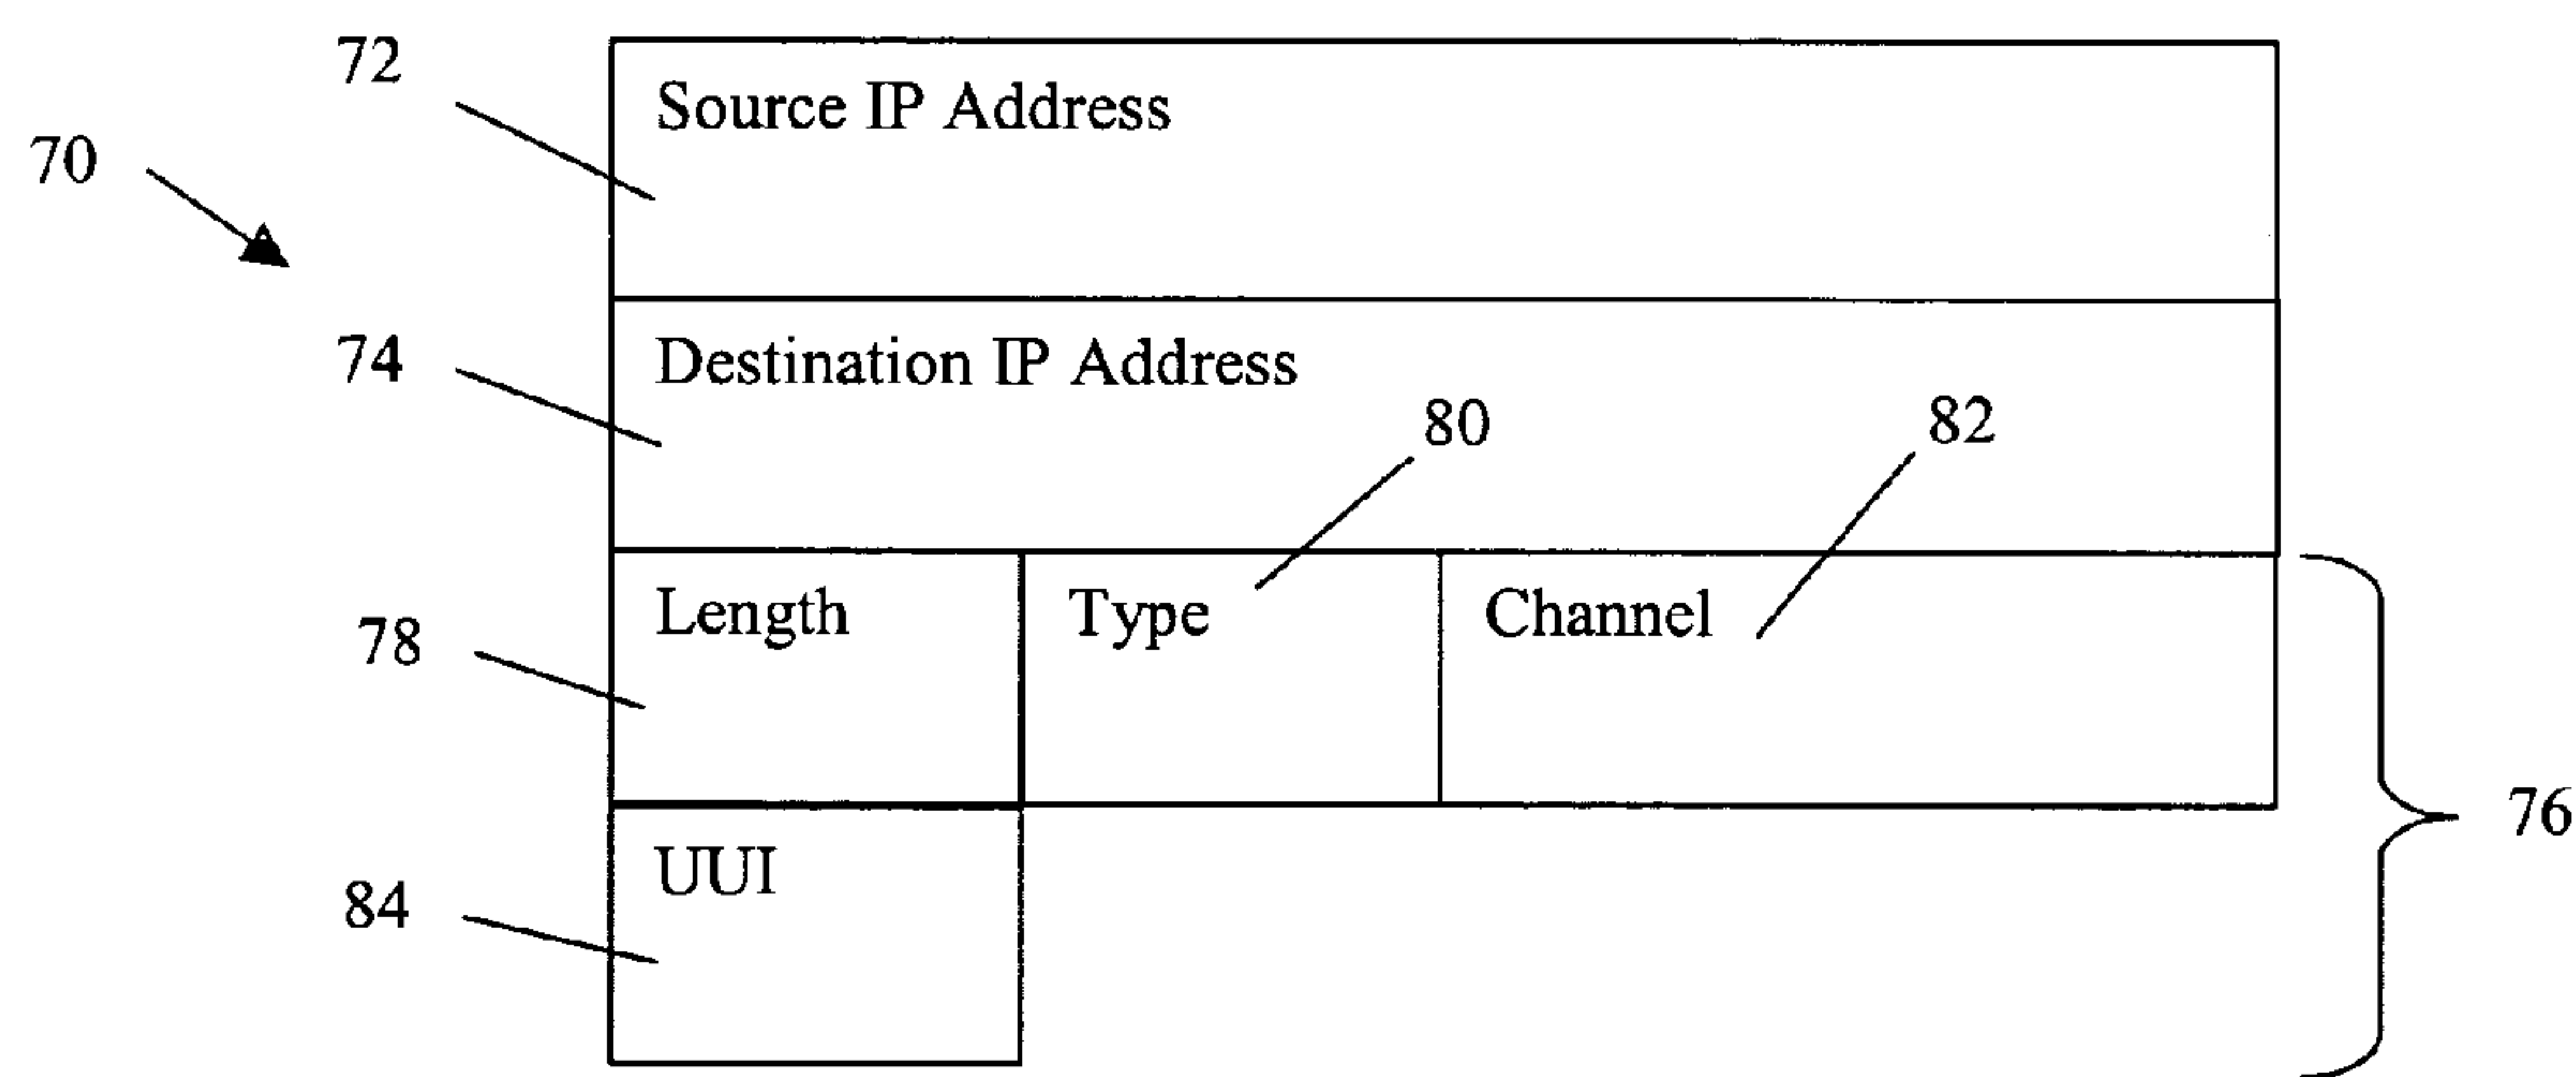 72
Source IP Address
70
74
Destination IP Address
80
82
78
Length
Type
Channel
76
84
UUI